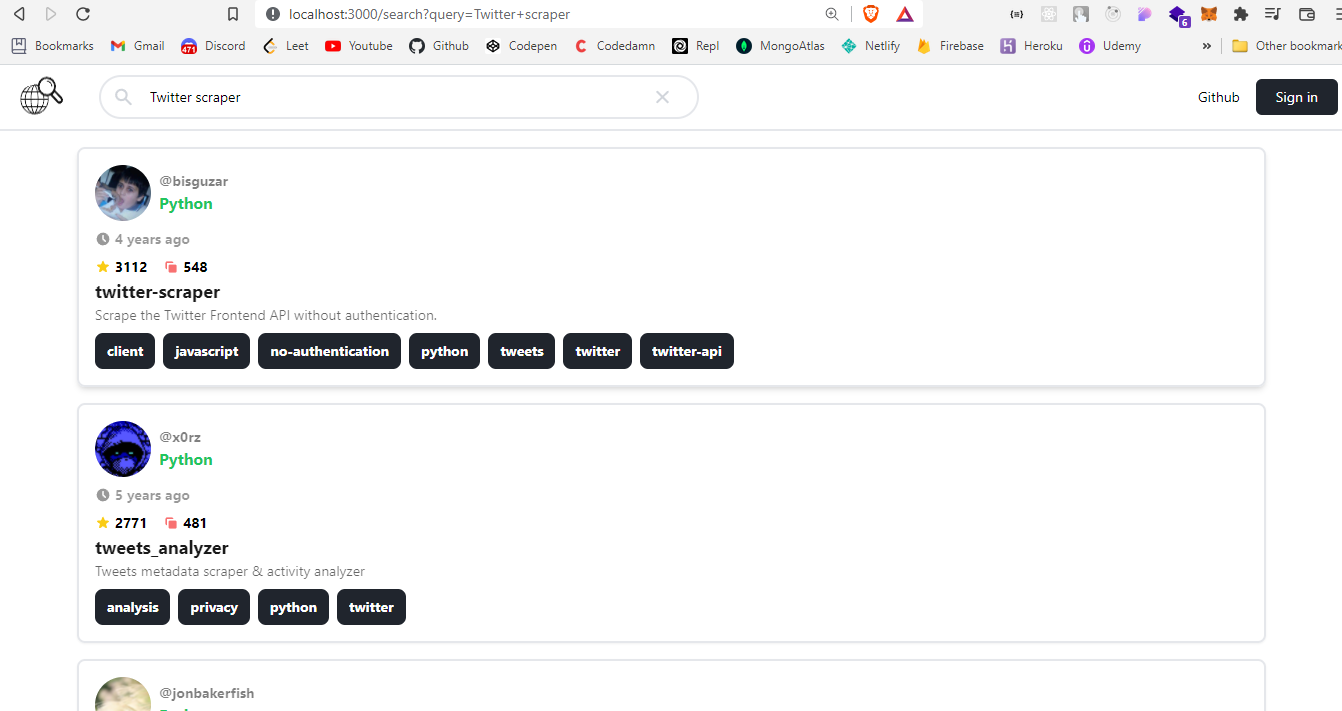 localhost:3000/search?query=Twitter+scraper
6
Bookmarks Gmail 471 Discord Leet Youtube Github Codepen Codedamn Repl MongoAtlas Netlify Firebase Heroku Udemy » Other bookmark
Twitter scraper Github Sign in
@bisguzar
Python
4 years ago
3112 548
twitter-scraper
Scrape the Twitter Frontend API without authentication.
client javascript no-authentication python tweets twitter twitter-api
@x0rz
Python
5 years ago
2771 481
tweets_analyzer
Tweets metadata scraper & activity analyzer
analysis privacy python twitter
@jonbakerfish